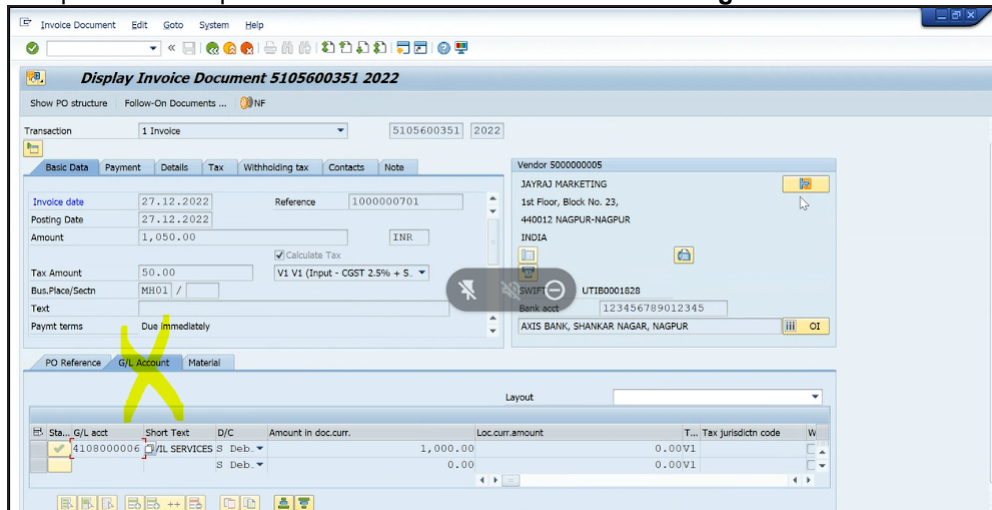 Invoice Document Edit Goto System Help
Display Invoice Document 5105600351 2022
Show PO structure Follow-On Documents ... NF
Transaction 1 Invoice 5105600351 2022
Basic Data Payment Details Tax Withholding tax Contacts Note
Vendor 5000000005
JAYRAJ MARKETING
Invoice date 27.12.2022 Reference 1000000701
1st Floor, Block No. 23,
Posting Date 27.12.2022
440012 NAGPUR-NAGPUR
Amount 1,050.00 INR
INDIA
Calculate Tax
Tax Amount 50.00 V1 V1 (Input - CGST 2.5% + S.
Bus.Place/Sectn MH01 /
SWIFT UTIB0001828
Text
Bank acct 123456789012345
Paymt terms Due immediately
AXIS BANK, SHANKAR NAGAR, NAGPUR OI
PO Reference G/L Account Material
Layout
Sta... G/L acct Short Text D/C Amount in doc.curr. Loc.curr.amount T... Tax jurisdictn code W
4108000006 /IL SERVICES S Deb. 1,000.00 0.00 V1
S Deb. 0.00 0.00 V1